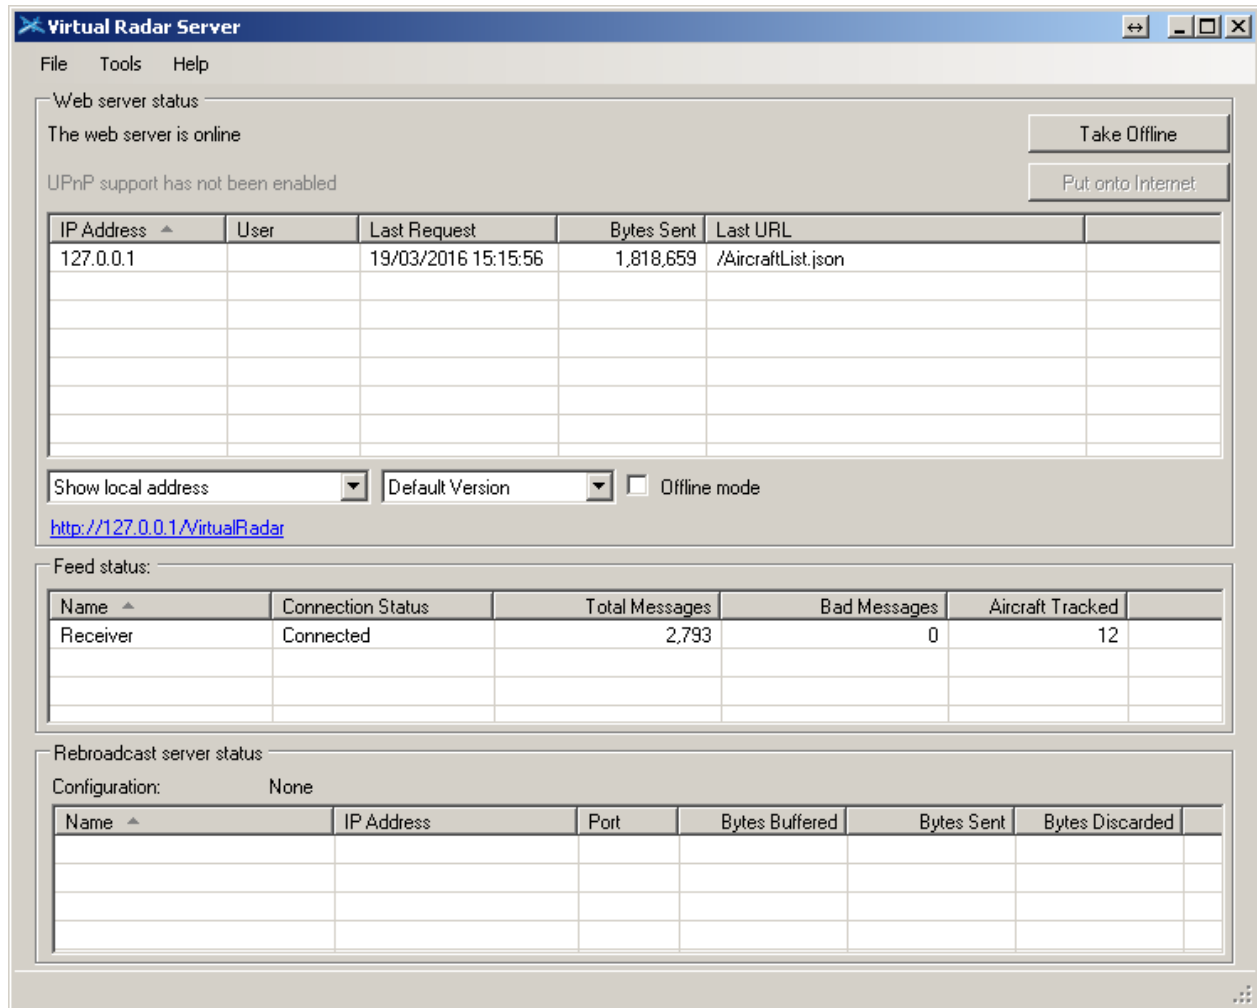 Virtual Radar Server
File Tools Help
Web server status
The web server is online
Take Offline
UPnP support has not been enabled
Put onto Internet
IP Address User Last Request Bytes Sent Last URL
127.0.0.1 19/03/2016 15:15:56 1,818,659 /AircraftList.json
Show local address Default Version Offline mode
http://127.0.0.1/VirtualRadar
Feed status:
Name Connection Status Total Messages Bad Messages Aircraft Tracked
Receiver Connected 2,793 0 12
Rebroadcast server status
Configuration: None
Name IP Address Port Bytes Buffered Bytes Sent Bytes Discarded